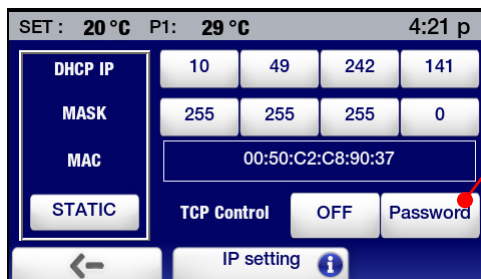 SET : 20 °C P1: 29 °C 4:21 p
DHCP IP 10 49 242 141
MASK 255 255 255 0
MAC 00:50:C2:C8:90:37
STATIC TCP Control OFF Password
IP setting